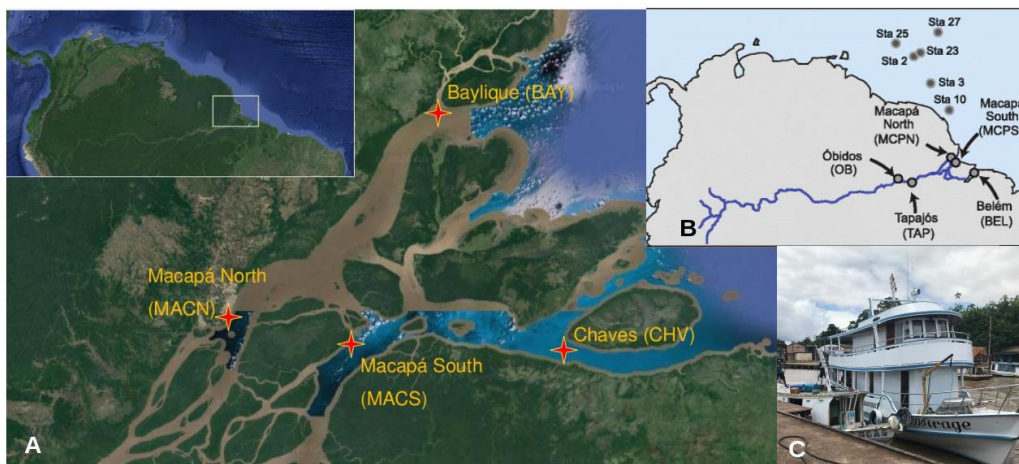 Baylique (BAY)
Macapá North
(MACN)
Macapá South
(MACS)
Chaves (CHV)
A
Sta 27
Sta 25
Sta 23
Sta 2
Sta 3
Sta 10
Macapá
North
(MCPN)
Macapá
South
(MCPS)
Óbidos
(OB)
Tapajós
(TAP)
Belém
(BEL)
B
C